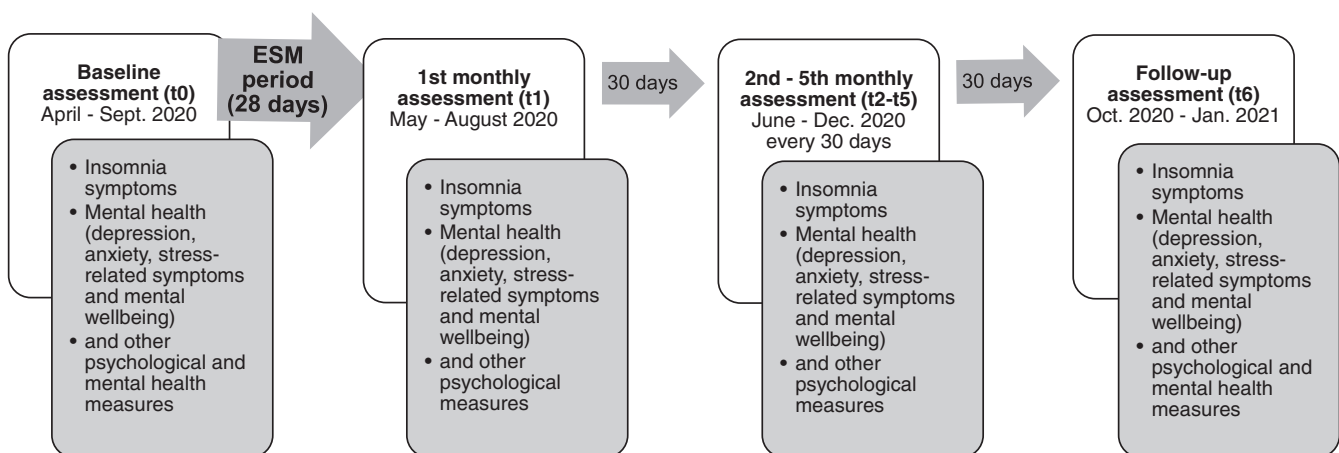 Baseline
assessment (t0)
April - Sept. 2020
• Insomnia
symptoms
• Mental health
(depression,
anxiety, stress-
related symptoms
and mental
wellbeing)
• and other
psychological and
mental health
measures
ESM
period
(28 days)
1st monthly
assessment (t1)
May - August 2020
• Insomnia
symptoms
• Mental health
(depression,
anxiety, stress-
related symptoms
and mental
wellbeing)
• and other
psychological
measures
30 days
2nd - 5th monthly
assessment (t2-t5)
June - Dec. 2020
every 30 days
• Insomnia
symptoms
• Mental health
(depression,
anxiety, stress-
related symptoms
and mental
wellbeing)
• and other
psychological
measures
30 days
Follow-up
assessment (t6)
Oct. 2020 - Jan. 2021
• Insomnia
symptoms
• Mental health
(depression,
anxiety, stress-
related symptoms
and mental
wellbeing)
• and other
psychological and
mental health
measures